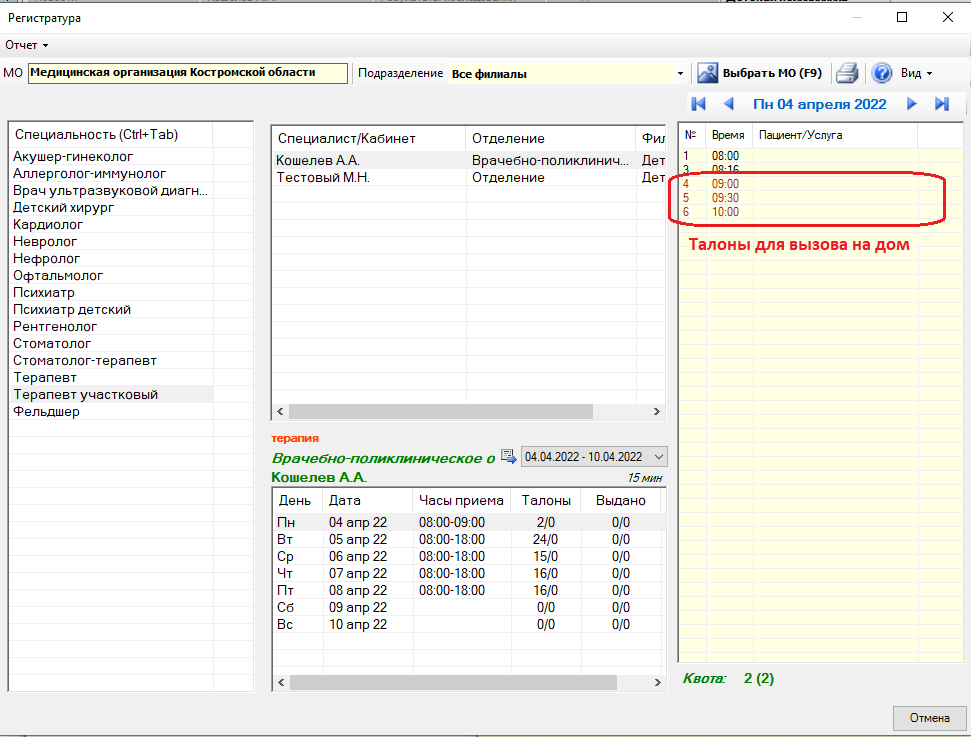 Регистратура
Отчет
МО Медицинская организация Костромской области Подразделение Все филиалы Выбрать МО (F9) Вид
Пн 04 апреля 2022
Специальность (Ctrl+Tab)
Акушер-гинеколог
Аллерголог-иммунолог
Врач ультразвуковой диагн...
Детский хирург
Кардиолог
Невролог
Нефролог
Офтальмолог
Психиатр
Психиатр детский
Рентгенолог
Стоматолог
Стоматолог-терапевт
Терапевт
Терапевт участковый
Фельдшер
Специалист/Кабинет Отделение Фил
Кошелев А.А. Врачебно-поликлинич... Дет
Тестовый М.Н. Отделение Дет
терапия
Врачебно-поликлиническое о 04.04.2022 - 10.04.2022
Кошелев А.А. 15 мин
День Дата Часы приема Талоны Выдано
Пн 04 апр 22 08:00-09:00 2/0 0/0
Вт 05 апр 22 08:00-18:00 24/0 0/0
Ср 06 апр 22 08:00-18:00 15/0 0/0
Чт 07 апр 22 08:00-18:00 16/0 0/0
Пт 08 апр 22 08:00-18:00 16/0 0/0
Сб 09 апр 22 0/0 0/0
Вс 10 апр 22 0/0 0/0
№ Время Пациент/Услуга
1 08:00
3 08:16
4 09:00
5 09:30
6 10:00
Талоны для вызова на дом
Квота: 2 (2)
Отмена